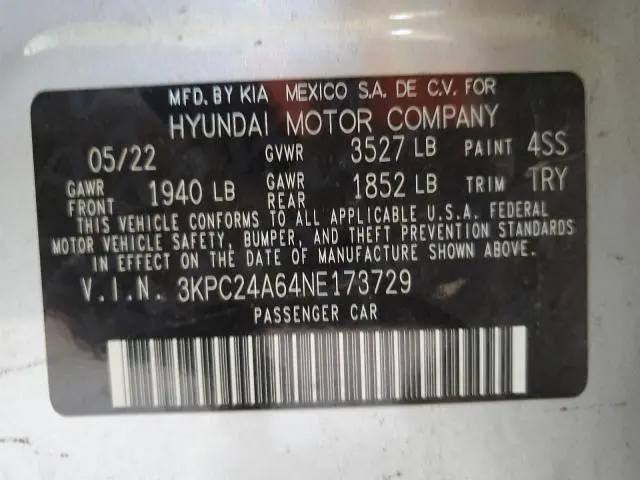 MFD. BY KIA MEXICO S.A. DE C.V. FOR
HYUNDAI MOTOR COMPANY
05/22 GVWR 3527 LB PAINT 4SS
GAWR FRONT 1940 LB GAWR REAR 1852 LB TRIM TRY
THIS VEHICLE CONFORMS TO ALL APPLICABLE U.S.A. FEDERAL
MOTOR VEHICLE SAFETY, BUMPER, AND THEFT PREVENTION STANDARDS
IN EFFECT ON THE DATE OF MANUFACTURE SHOWN ABOVE.
V.I.N. 3KPC24A64NE173729
PASSENGER CAR